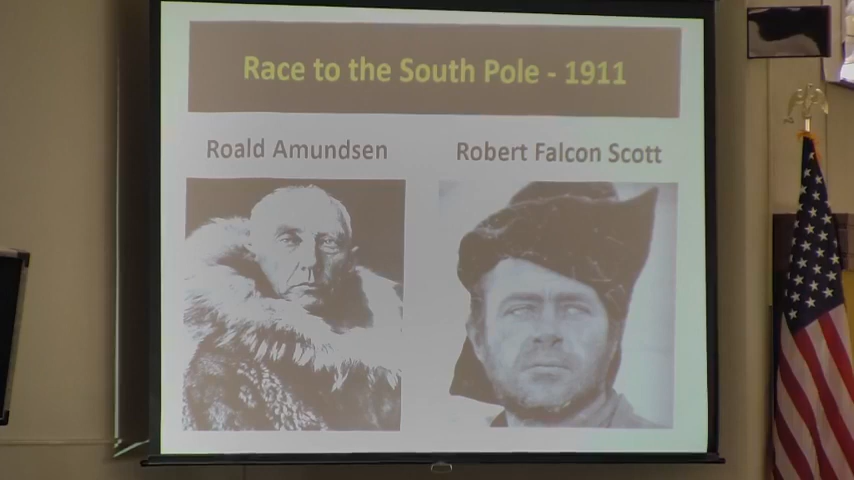 Race to the South Pole - 1911
Roald Amundsen
Robert Falcon Scott